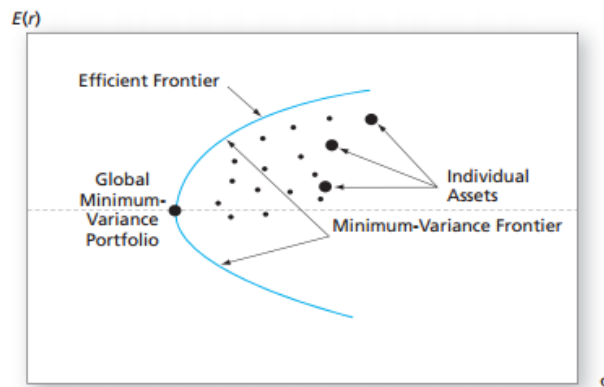 E(r)
Efficient Frontier
Global
Minimum-
Variance
Portfolio
Individual
Assets
Minimum-Variance Frontier